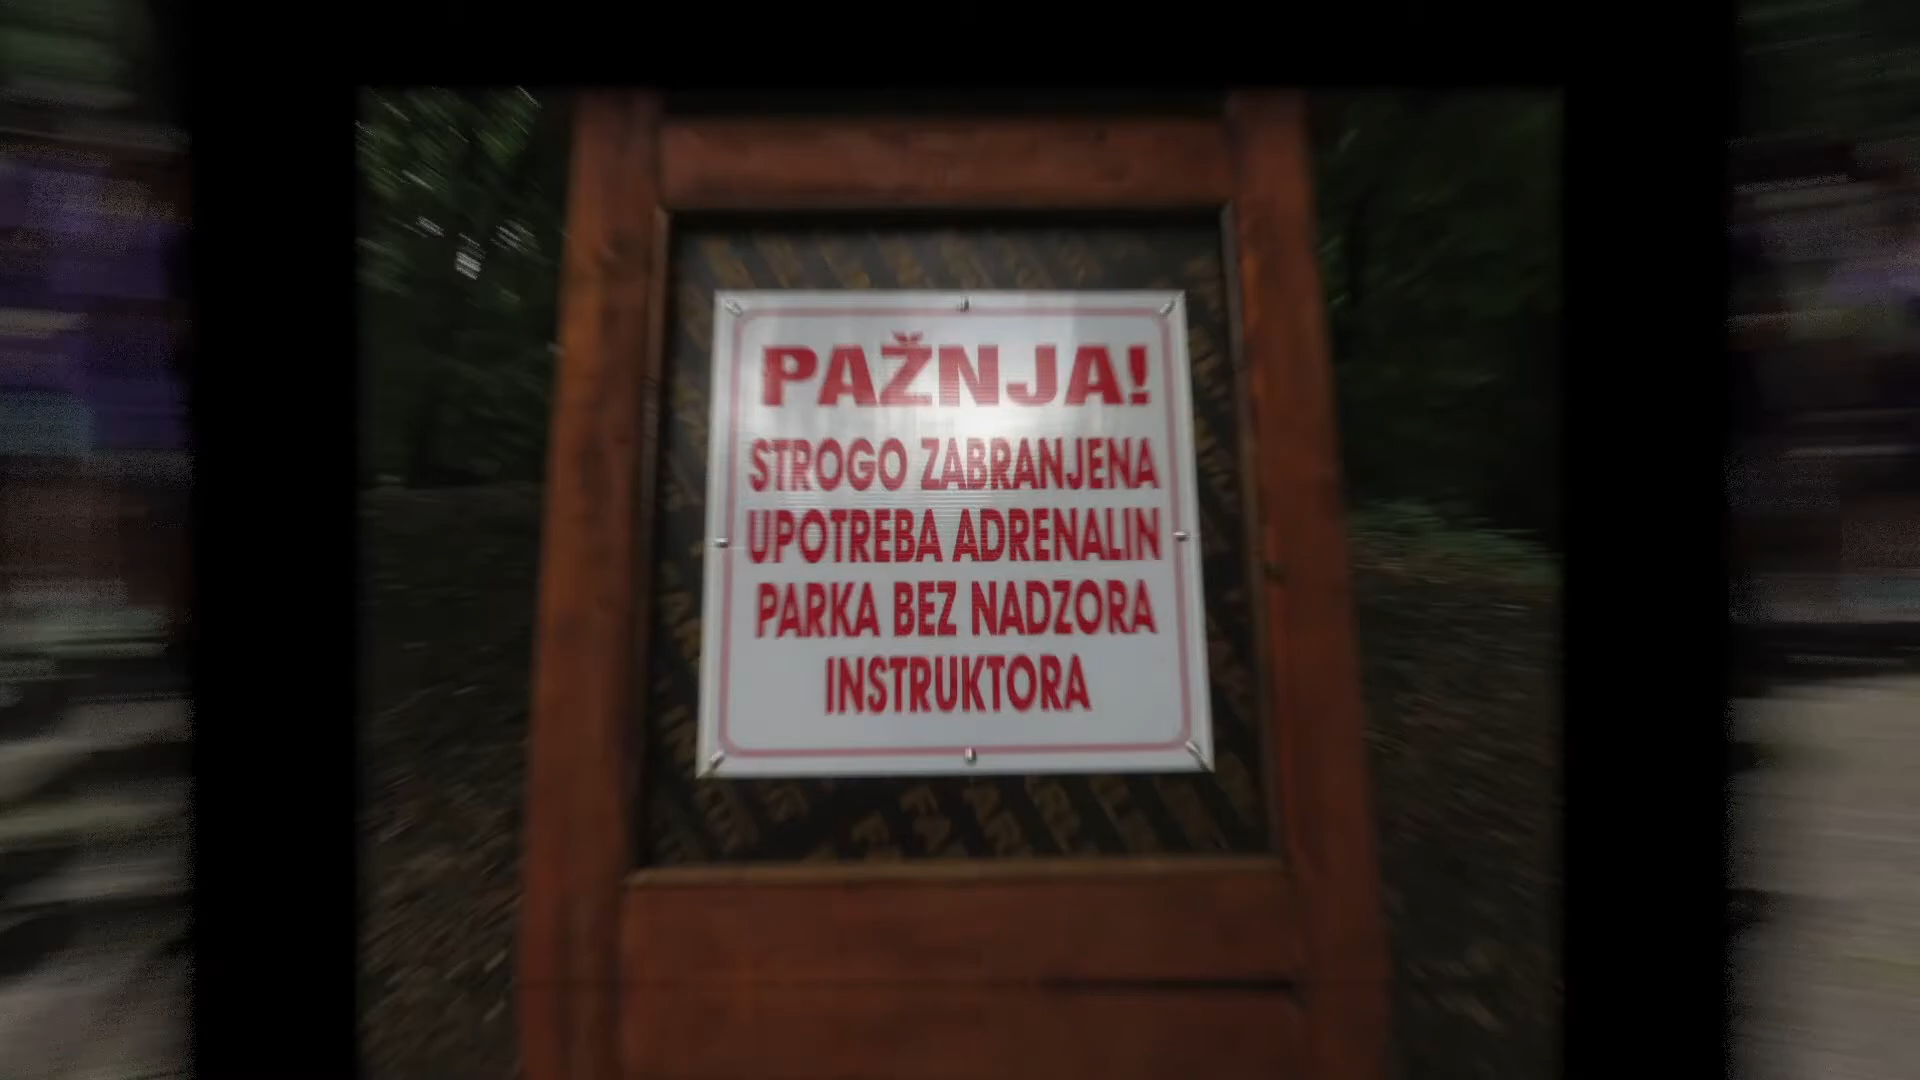 PAŽNJA!
STROGO ZABRANJENA
UPOTREBA ADRENALIN
PARKA BEZ NADZORA
INSTRUKTORA